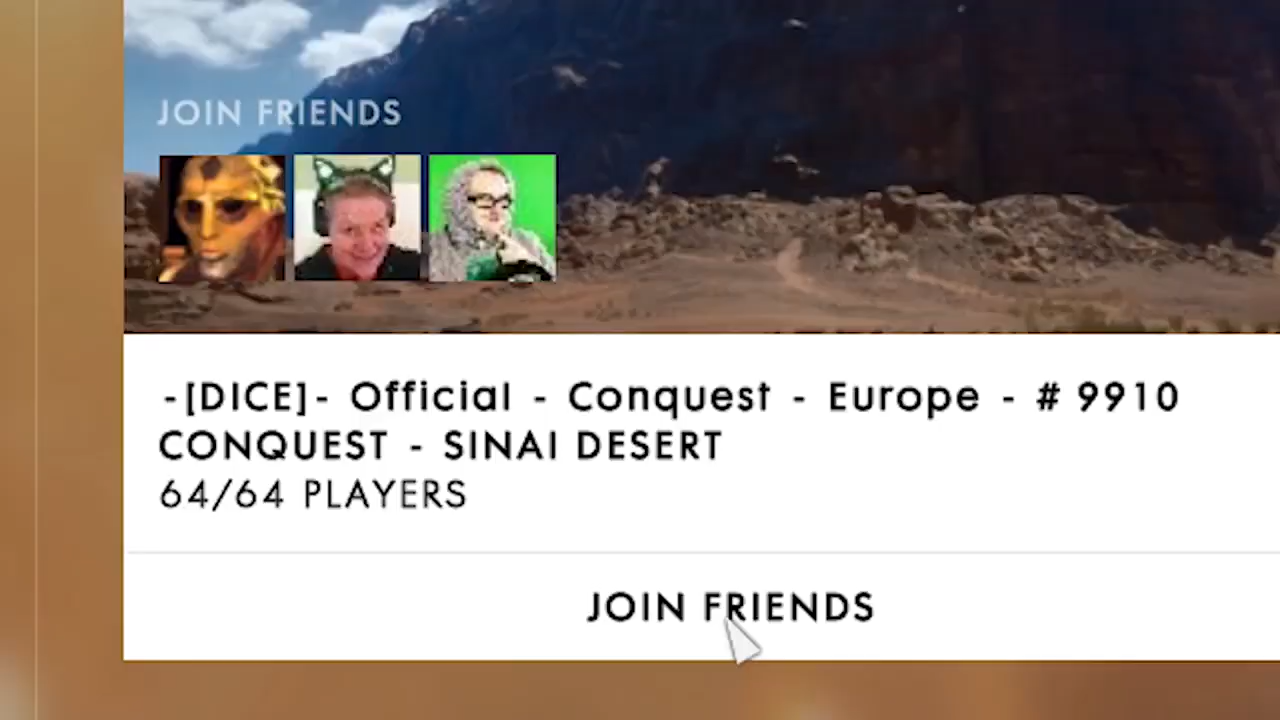 JOIN FRIENDS
-[DICE]- Official - Conquest - Europe - # 9910
CONQUEST - SINAI DESERT
64/64 PLAYERS
JOIN FRIENDS